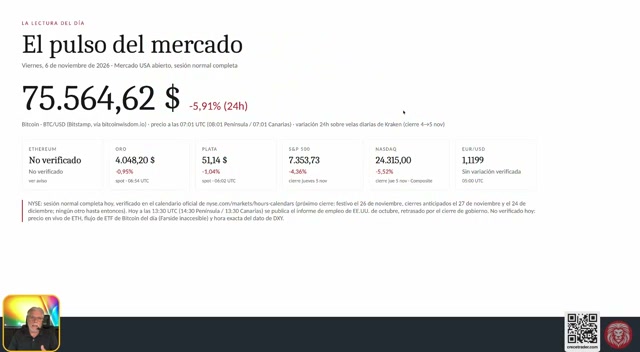 LA LECTURA DEL DÍA
El pulso del mercado
Viernes, 6 de noviembre de 2026 · Mercado USA abierto, sesión normal completa
75.564,62 $ -5,91% (24h)
Bitcoin · BTC/USD (Bitstamp, vía bitcoinwisdom.io) · precio a las 07:01 UTC (08:01 Península / 07:01 Canarias) · variación 24h sobre velas diarias de Kraken (cierre 4→5 nov)
ETHEREUM
No verificado
No verificado
ver aviso
ORO
4.048,20 $
-0,95%
spot · 06:54 UTC
PLATA
51,14 $
-1,04%
spot · 06:02 UTC
S&P 500
7.353,73
-4,36%
cierre jueves 5 nov
NASDAQ
24.315,00
-5,52%
cierre jue 5 nov · Composite
EUR/USD
1,1199
Sin variación verificada
05:00 UTC
NYSE: sesión normal completa hoy, verificado en el calendario oficial de nyse.com/markets/hours-calendars (próximo cierre: festivo el 26 de noviembre, cierres anticipados el 27 de noviembre y el 24 de
diciembre; ningún otro hasta entonces). Hoy a las 13:30 UTC (14:30 Península / 13:30 Canarias) se publica el informe de empleo de EE.UU. de octubre, retrasado por el cierre de gobierno. No verificado hoy:
precio en vivo de ETH, flujo de ETF de Bitcoin del día (Farside inaccesible) y hora exacta del dato de DXY.
crecetrader.com